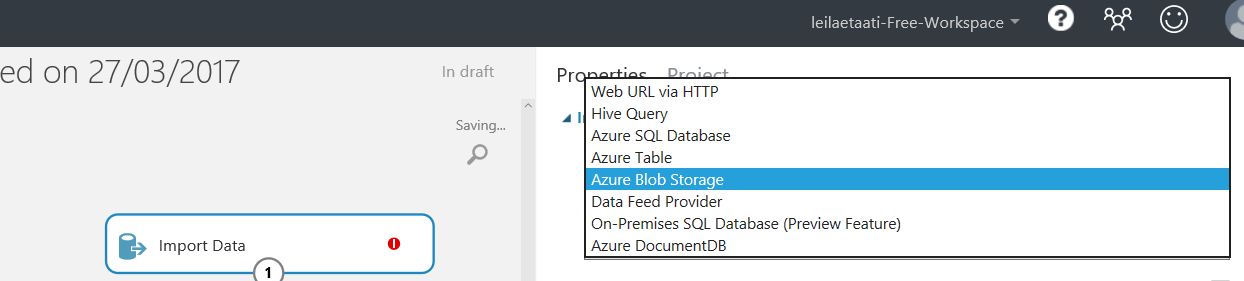 leilaetaati-Free-Workspace
ed on 27/03/2017
In draft
Properties Project
Saving...
Web URL via HTTP
Hive Query
Azure SQL Database
Azure Table
Azure Blob Storage
Data Feed Provider
On-Premises SQL Database (Preview Feature)
Azure DocumentDB
Import Data
1